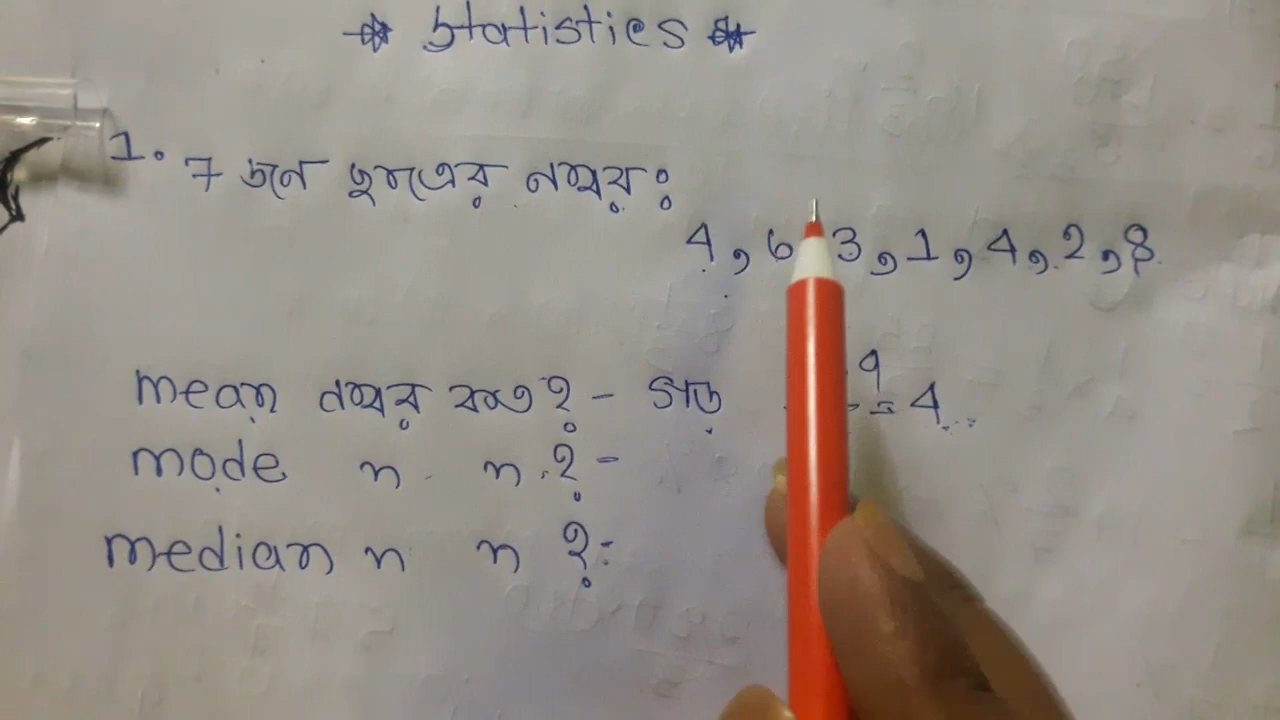 Statistics
1. 7 জনে ছাত্রের নম্বর:
4, 6 3, 1, 4, 2, 8
mean নম্বর কত? - গড় = 4
mode " " ? -
median " " ? :